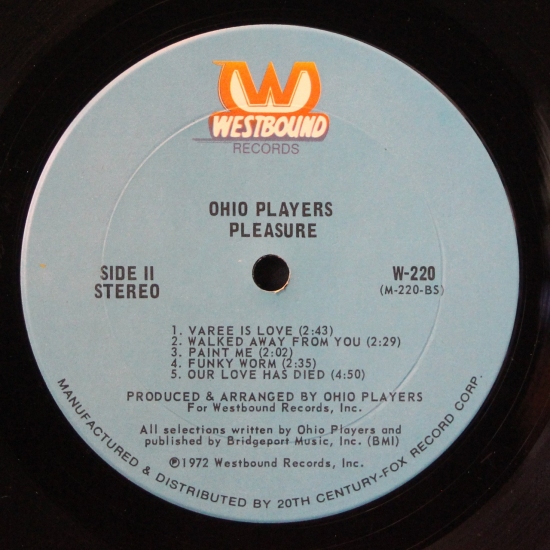 W
WESTBOUND
RECORDS
OHIO PLAYERS
PLEASURE
SIDE II
STEREO
W-220
(M-220-BS)
1. VAREE IS LOVE (2:43)
2. WALKED AWAY FROM YOU (2:29)
3. PAINT ME (2:02)
4. FUNKY WORM (2:35)
5. OUR LOVE HAS DIED (4:50)
PRODUCED & ARRANGED BY OHIO PLAYERS
For Westbound Records, Inc.
All selections written by Ohio Players and
published by Bridgeport Music, Inc. (BMI)
℗1972 Westbound Records, Inc.
MANUFACTURED & DISTRIBUTED BY 20TH CENTURY-FOX RECORD CORP.